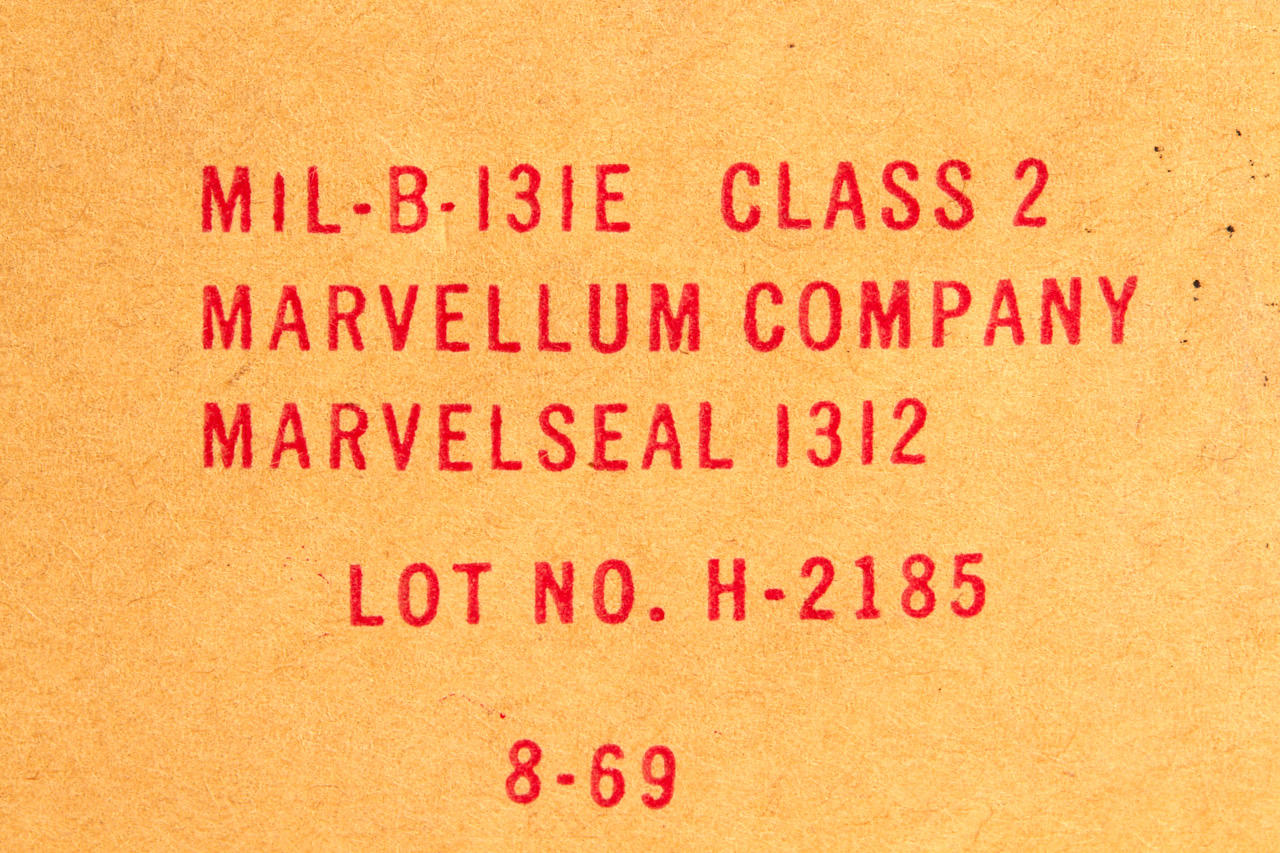 MIL-B-131E CLASS 2
MARVELLUM COMPANY
MARVELSEAL 1312
LOT NO. H-2185
8-69